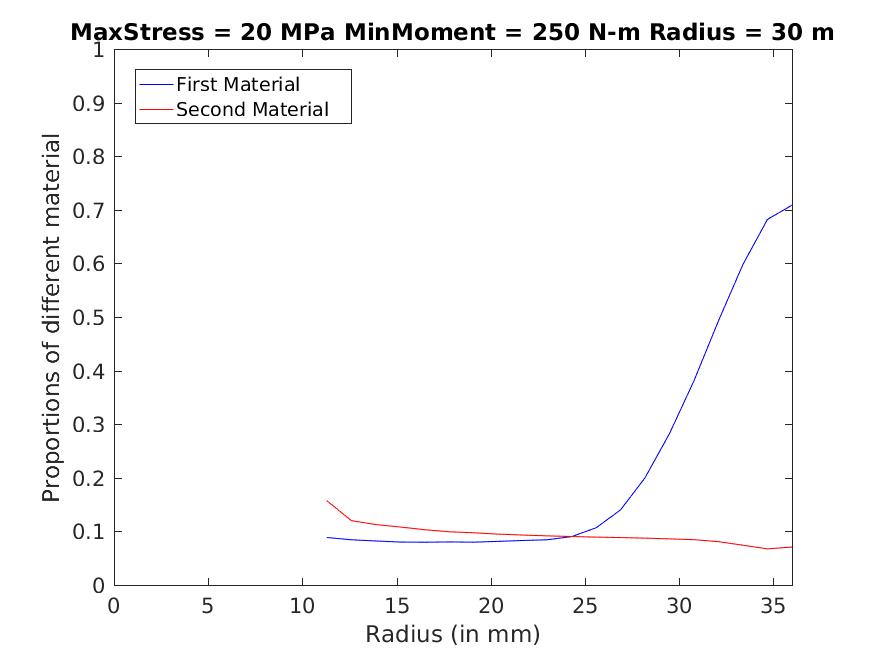 MaxStress = 20 MPa MinMoment = 250 N-m Radius = 30 m
First Material
Second Material
Proportions of different material
1
0.9
0.8
0.7
0.6
0.5
0.4
0.3
0.2
0.1
0
0 5 10 15 20 25 30 35
Radius (in mm)